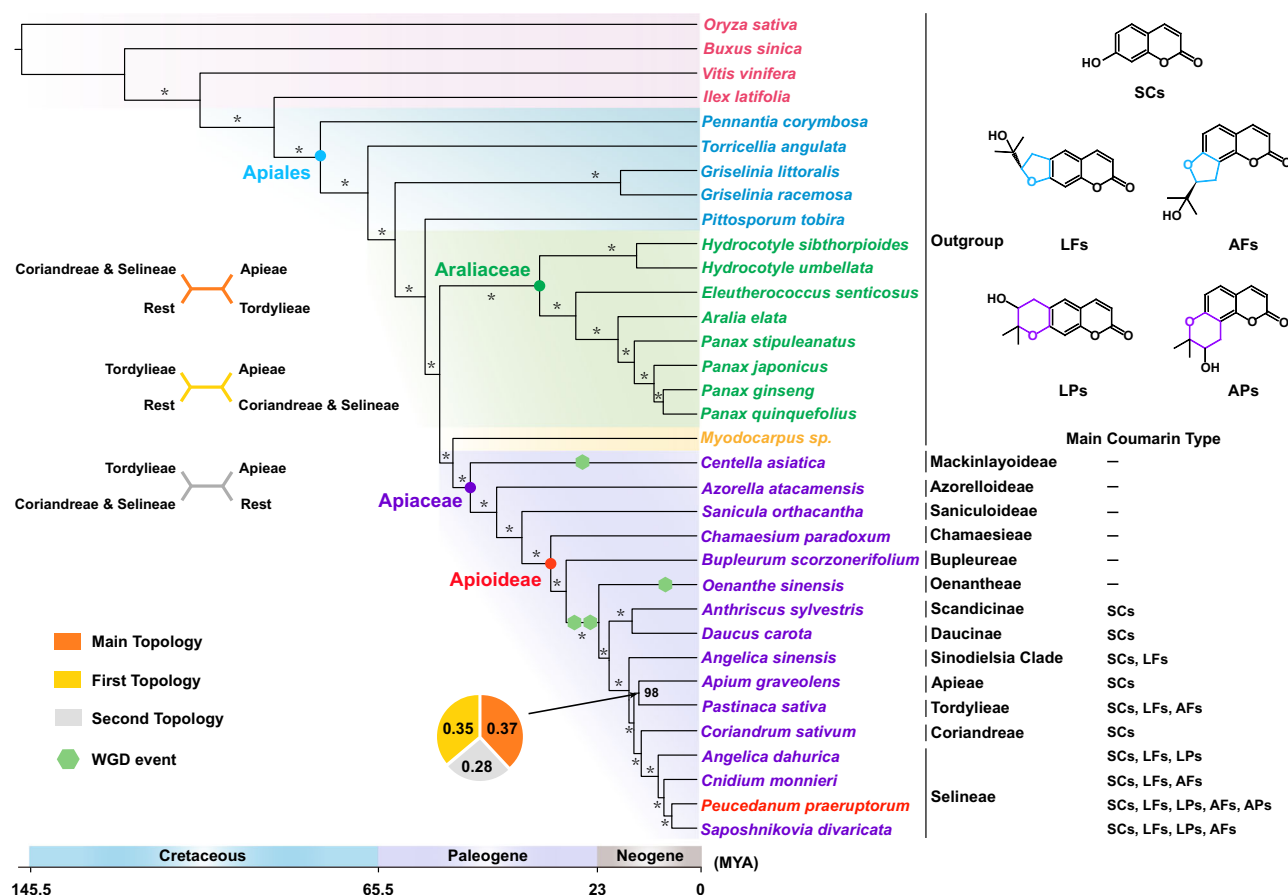 Oryza sativa
Buxus sinica
Vitis vinifera
Ilex latifolia
Pennantia corymbosa
Torricellia angulata
Griselinia littoralis
Griselinia racemosa
Pittosporum tobira
Hydrocotyle sibthorpioides
Hydrocotyle umbellata
Eleutherococcus senticosus
Aralia elata
Panax stipuleanatus
Panax japonicus
Panax ginseng
Panax quinquefolius
Myodocarpus sp.
Centella asiatica
Azorella atacamensis
Sanicula orthacantha
Chamaesium paradoxum
Bupleurum scorzonerifolium
Oenanthe sinensis
Anthriscus sylvestris
Daucus carota
Angelica sinensis
Apium graveolens
Pastinaca sativa
Coriandrum sativum
Angelica dahurica
Cnidium monnieri
Peucedanum praeruptorum
Saposhnikovia divaricata
* * * * * * * * * * * * * * * * * * * * * * * * * * * * *
Apiales
Araliaceae
Apiaceae
Apioideae
98
Coriandreae & Selineae Apieae
Rest Tordylieae
Tordylieae Apieae
Rest Coriandreae & Selineae
Tordylieae Apieae
Coriandreae & Selineae Rest
Main Topology
First Topology
Second Topology
WGD event
0.35 0.37
0.28
Outgroup
Mackinlayoideae –
Azorelloideae –
Saniculoideae –
Chamaesieae –
Bupleureae –
Oenantheae –
Scandicinae SCs
Daucinae SCs
Sinodielsia Clade SCs, LFs
Apieae SCs
Tordylieae SCs, LFs, AFs
Coriandreae SCs
Selineae
SCs, LFs, LPs
SCs, LFs, AFs
SCs, LFs, LPs, AFs, APs
SCs, LFs, LPs, AFs
Main Coumarin Type
HO O O
SCs
HO O O O
LFs
O O O HO
AFs
HO O O O
LPs
O O O OH
APs
Cretaceous Paleogene Neogene (MYA)
145.5 65.5 23 0